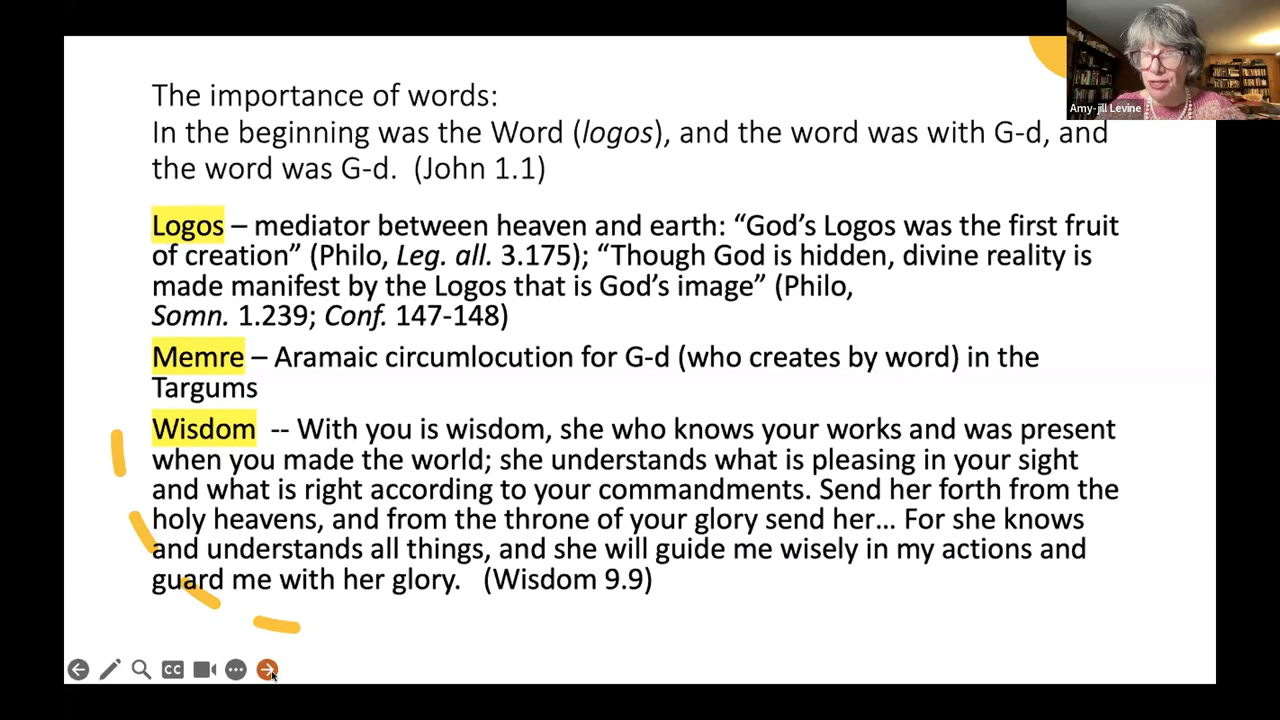 The importance of words:
In the beginning was the Word (logos), and the word was with G-d, and
the word was G-d.  (John 1.1)
Logos – mediator between heaven and earth: “God’s Logos was the first fruit
of creation” (Philo, Leg. all. 3.175); “Though God is hidden, divine reality is
made manifest by the Logos that is God’s image” (Philo,
Somn. 1.239; Conf. 147-148)
Memre – Aramaic circumlocution for G-d (who creates by word) in the
Targums
Wisdom  -- With you is wisdom, she who knows your works and was present
when you made the world; she understands what is pleasing in your sight
and what is right according to your commandments. Send her forth from the
holy heavens, and from the throne of your glory send her… For she knows
and understands all things, and she will guide me wisely in my actions and
guard me with her glory.   (Wisdom 9.9)
Amy-jill Levine
CC